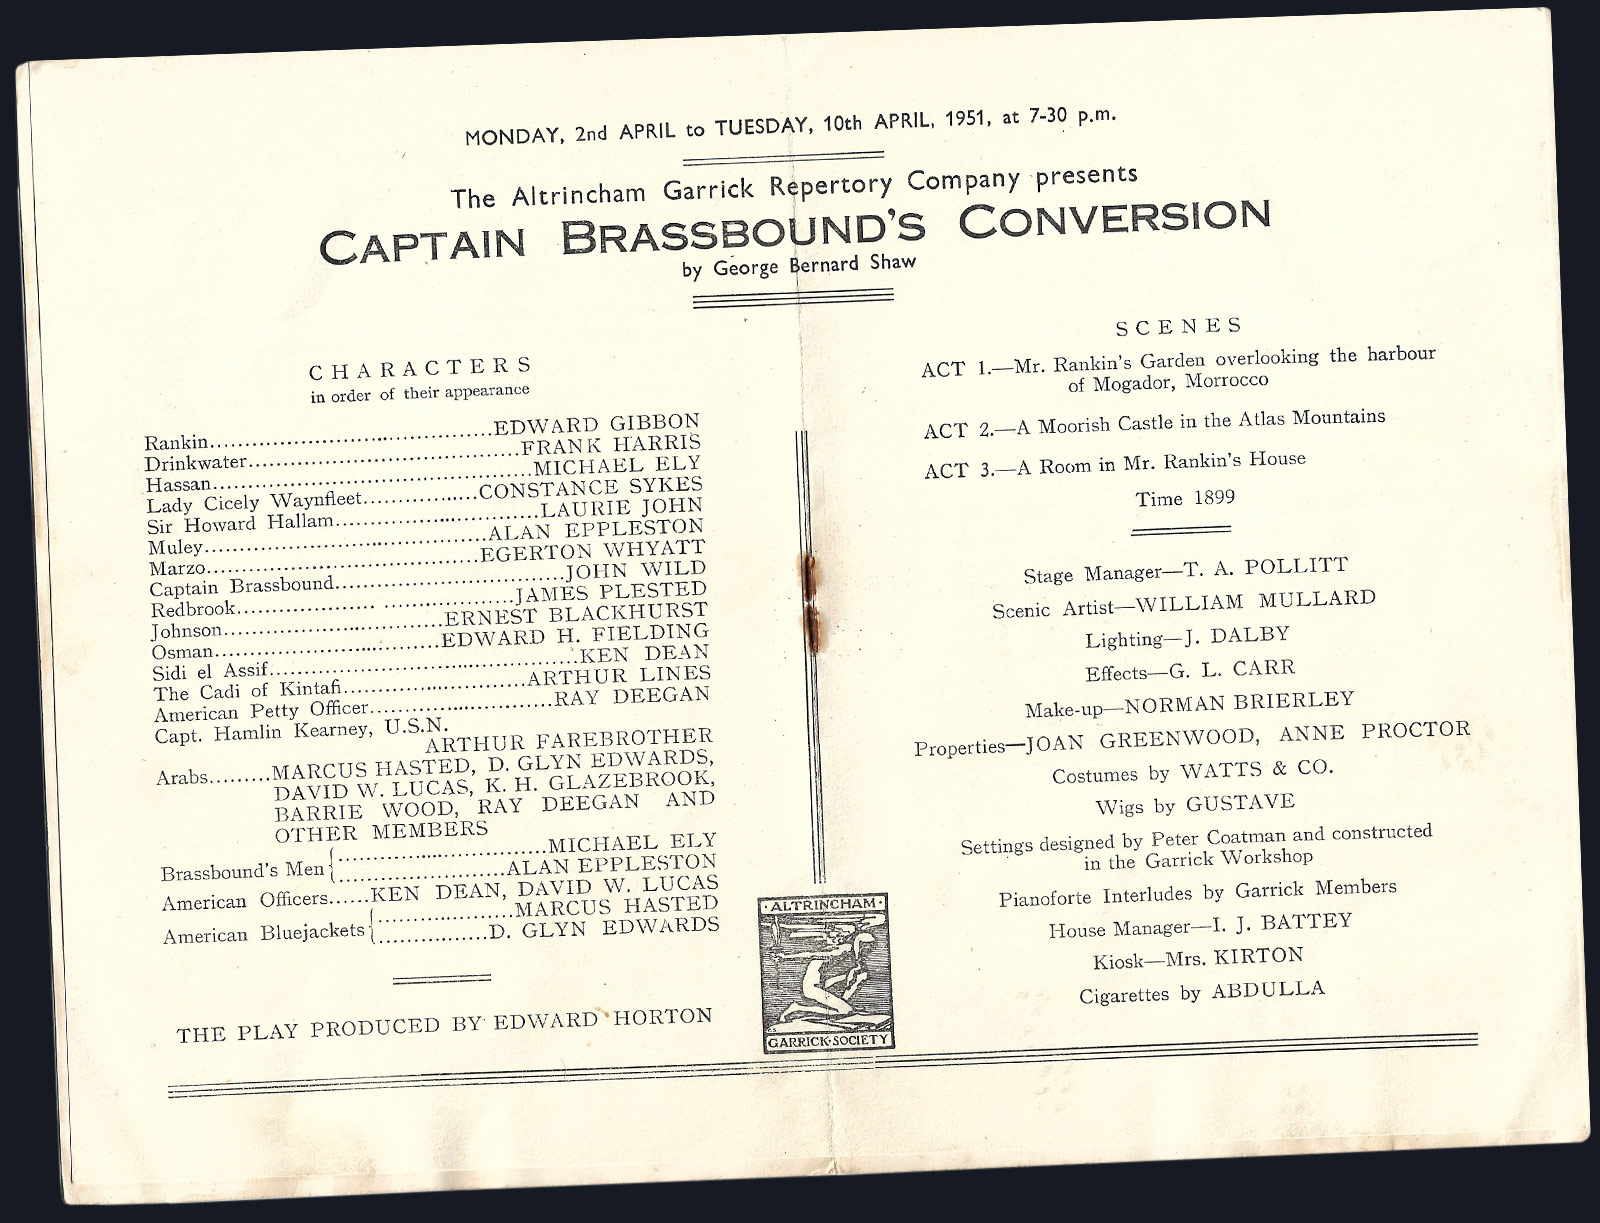 MONDAY, 2nd APRIL to TUESDAY, 10th APRIL, 1951, at 7-30 p.m.
The Altrincham Garrick Repertory Company presents
CAPTAIN BRASSBOUND'S CONVERSION
by George Bernard Shaw
CHARACTERS
in order of their appearance
Rankin....................................................EDWARD GIBBON
Drinkwater..................................................FRANK HARRIS
Hassan..........................................................MICHAEL ELY
Lady Cicely Waynfleet.....................CONSTANCE SYKES
Sir Howard Hallam.....................................LAURIE JOHN
Muley....................................................ALAN EPPLESTON
Marzo..................................................EGERTON WHYATT
Captain Brassbound..........................................JOHN WILD
Redbrook.........................  .......................JAMES PLESTED
Johnson........................................ERNEST BLACKHURST
Osman.........................................EDWARD H. FIELDING
Sidi el Assif........................................................KEN DEAN
The Cadi of Kintafi..................................ARTHUR LINES
American Petty Officer.................................RAY DEEGAN
Capt. Hamlin Kearney, U.S.N.
ARTHUR FAREBROTHER
Arabs.........MARCUS HASTED, D. GLYN EDWARDS,
DAVID W. LUCAS, K. H. GLAZEBROOK,
BARRIE WOOD, RAY DEEGAN AND
OTHER MEMBERS
Brassbound's Men{......................................MICHAEL ELY
..............................ALAN EPPLESTON
American Officers......KEN DEAN, DAVID W. LUCAS
American Bluejackets{.........................MARCUS HASTED
....................D. GLYN EDWARDS
THE PLAY PRODUCED BY EDWARD HORTON
SCENES
ACT 1.—Mr. Rankin's Garden overlooking the harbour
of Mogador, Morrocco
ACT 2.—A Moorish Castle in the Atlas Mountains
ACT 3.—A Room in Mr. Rankin's House
Time 1899
Stage Manager—T. A. POLLITT
Scenic Artist—WILLIAM MULLARD
Lighting—J. DALBY
Effects—G. L. CARR
Make-up—NORMAN BRIERLEY
Properties—JOAN GREENWOOD, ANNE PROCTOR
Costumes by WATTS & CO.
Wigs by GUSTAVE
Settings designed by Peter Coatman and constructed
in the Garrick Workshop
Pianoforte Interludes by Garrick Members
House Manager—I. J. BATTEY
Kiosk—Mrs. KIRTON
Cigarettes by ABDULLA
·ALTRINCHAM·
GARRICK·SOCIETY